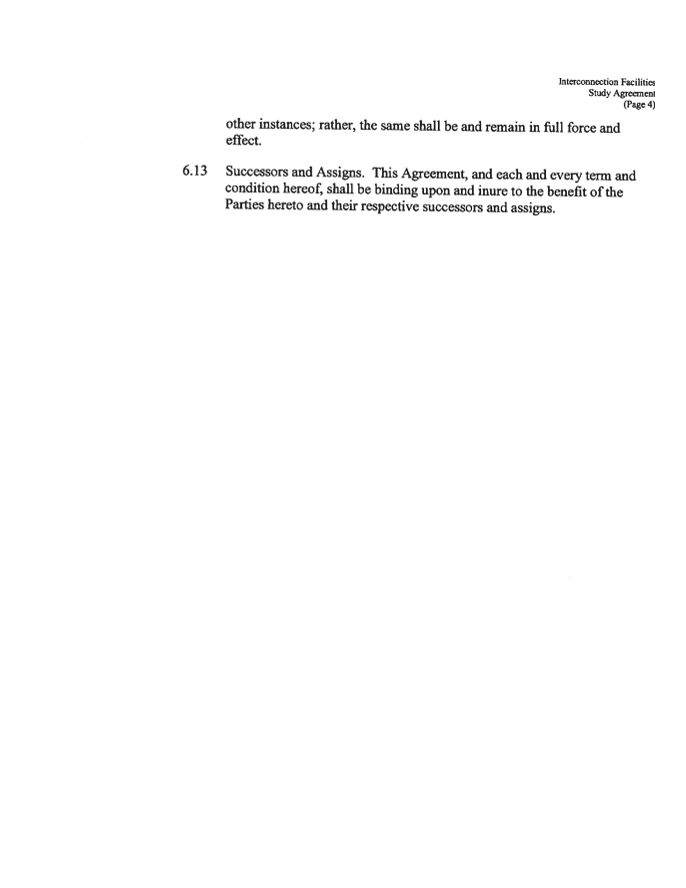 Interconnection Facilities
Study Agreement
(Page 4)
other instances; rather, the same shall be and remain in full force and
effect.
6.13 Successors and Assigns. This Agreement, and each and every term and
condition hereof, shall be binding upon and inure to the benefit of the
Parties hereto and their respective successors and assigns.